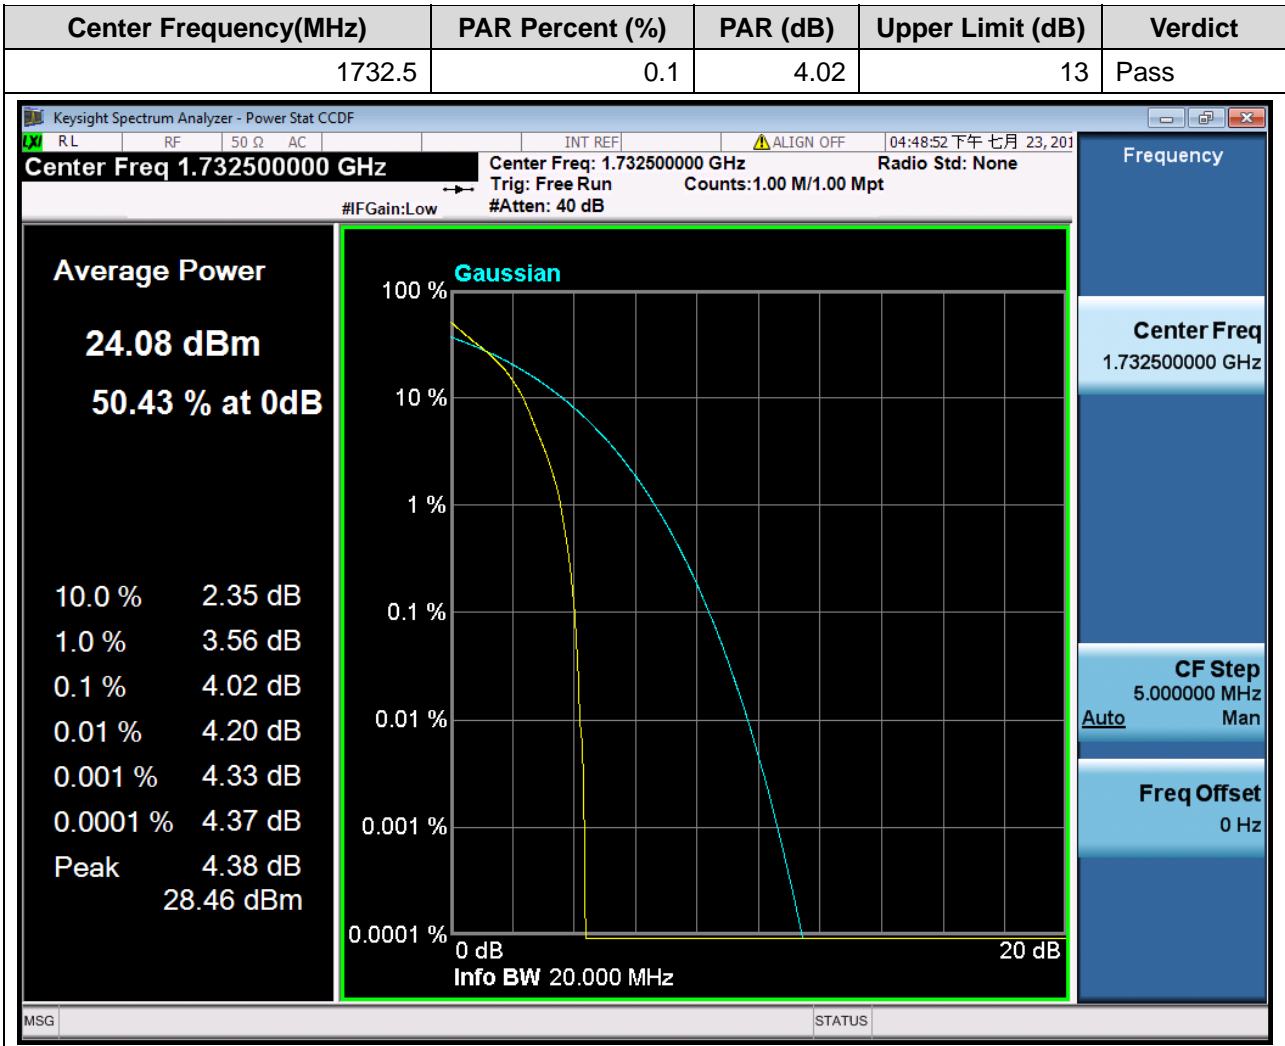 Center Frequency(MHz) PAR Percent (%) PAR (dB) Upper Limit (dB) Verdict
1732.5 0.1 4.02 13 Pass
Keysight Spectrum Analyzer - Power Stat CCDF
LXI RL RF 50 Ω AC INT REF ALIGN OFF 04:48:52 下午 七月 23, 201
Center Freq 1.732500000 GHz
Center Freq: 1.732500000 GHz Radio Std: None
Trig: Free Run Counts:1.00 M/1.00 Mpt
#IFGain:Low #Atten: 40 dB
Frequency
Average Power
24.08 dBm
50.43 % at 0dB
10.0 % 2.35 dB
1.0 % 3.56 dB
0.1 % 4.02 dB
0.01 % 4.20 dB
0.001 % 4.33 dB
0.0001 % 4.37 dB
Peak 4.38 dB
28.46 dBm
Gaussian
100 %
10 %
1 %
0.1 %
0.01 %
0.001 %
0.0001 %
0 dB 20 dB
Info BW 20.000 MHz
Center Freq
1.732500000 GHz
CF Step
5.000000 MHz
Auto Man
Freq Offset
0 Hz
MSG STATUS